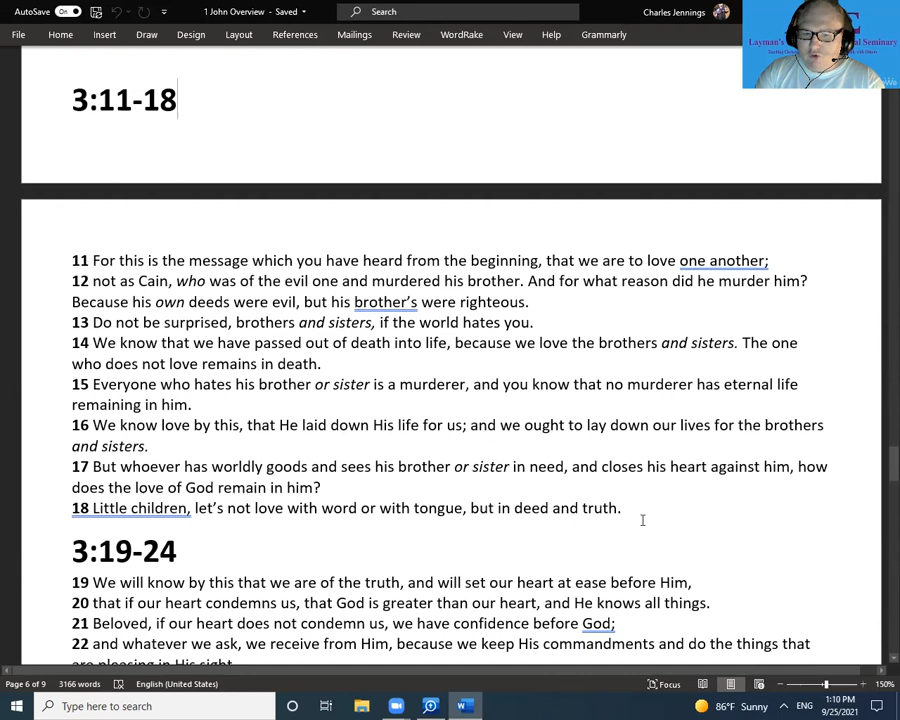 AutoSave On 1 John Overview - Saved Search Charles Jennings
File Home Insert Draw Design Layout References Mailings Review WordRake View Help Grammarly
Layman's Seminary
3:11-18
11 For this is the message which you have heard from the beginning, that we are to love one another;
12 not as Cain, who was of the evil one and murdered his brother. And for what reason did he murder him?
Because his own deeds were evil, but his brother's were righteous.
13 Do not be surprised, brothers and sisters, if the world hates you.
14 We know that we have passed out of death into life, because we love the brothers and sisters. The one
who does not love remains in death.
15 Everyone who hates his brother or sister is a murderer, and you know that no murderer has eternal life
remaining in him.
16 We know love by this, that He laid down His life for us; and we ought to lay down our lives for the brothers
and sisters.
17 But whoever has worldly goods and sees his brother or sister in need, and closes his heart against him, how
does the love of God remain in him?
18 Little children, let's not love with word or with tongue, but in deed and truth.
3:19-24
19 We will know by this that we are of the truth, and will set our heart at ease before Him,
20 that if our heart condemns us, that God is greater than our heart, and He knows all things.
21 Beloved, if our heart does not condemn us, we have confidence before God;
22 and whatever we ask, we receive from Him, because we keep His commandments and do the things that
are pleasing in His sight.
Page 6 of 9 3166 words English (United States) Focus 150%
Type here to search 86°F Sunny ENG 1:10 PM
9/25/2021